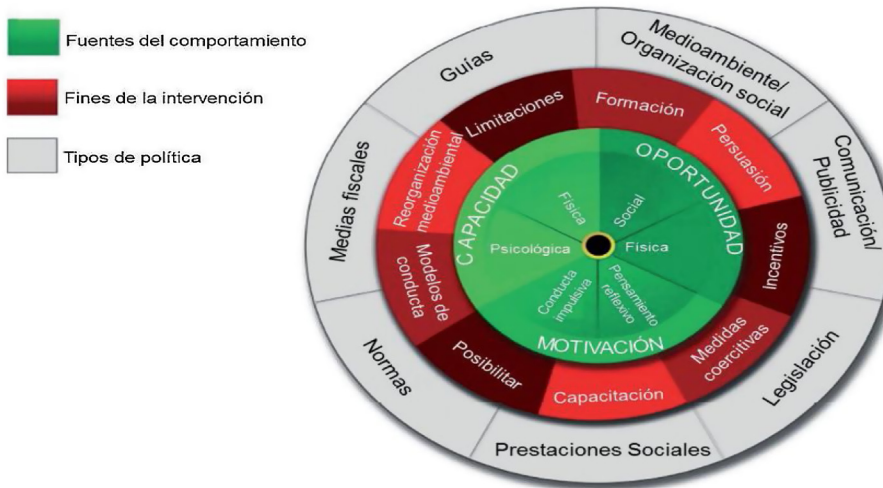 Fuentes del comportamiento
Fines de la intervención
Tipos de política
Guías
Medioambiente/
Organización social
Comunicación/
Publicidad
Legislación
Prestaciones Sociales
Normas
Medias fiscales
Limitaciones
Formación
Persuasión
Incentivos
Medidas
coercitivas
Capacitación
Posibilitar
Modelos de
conducta
Reorganización
medioambiental
CAPACIDAD
OPORTUNIDAD
MOTIVACIÓN
Física
Social
Física
Pensamiento
reflexivo
Conducta
impulsiva
Psicológica